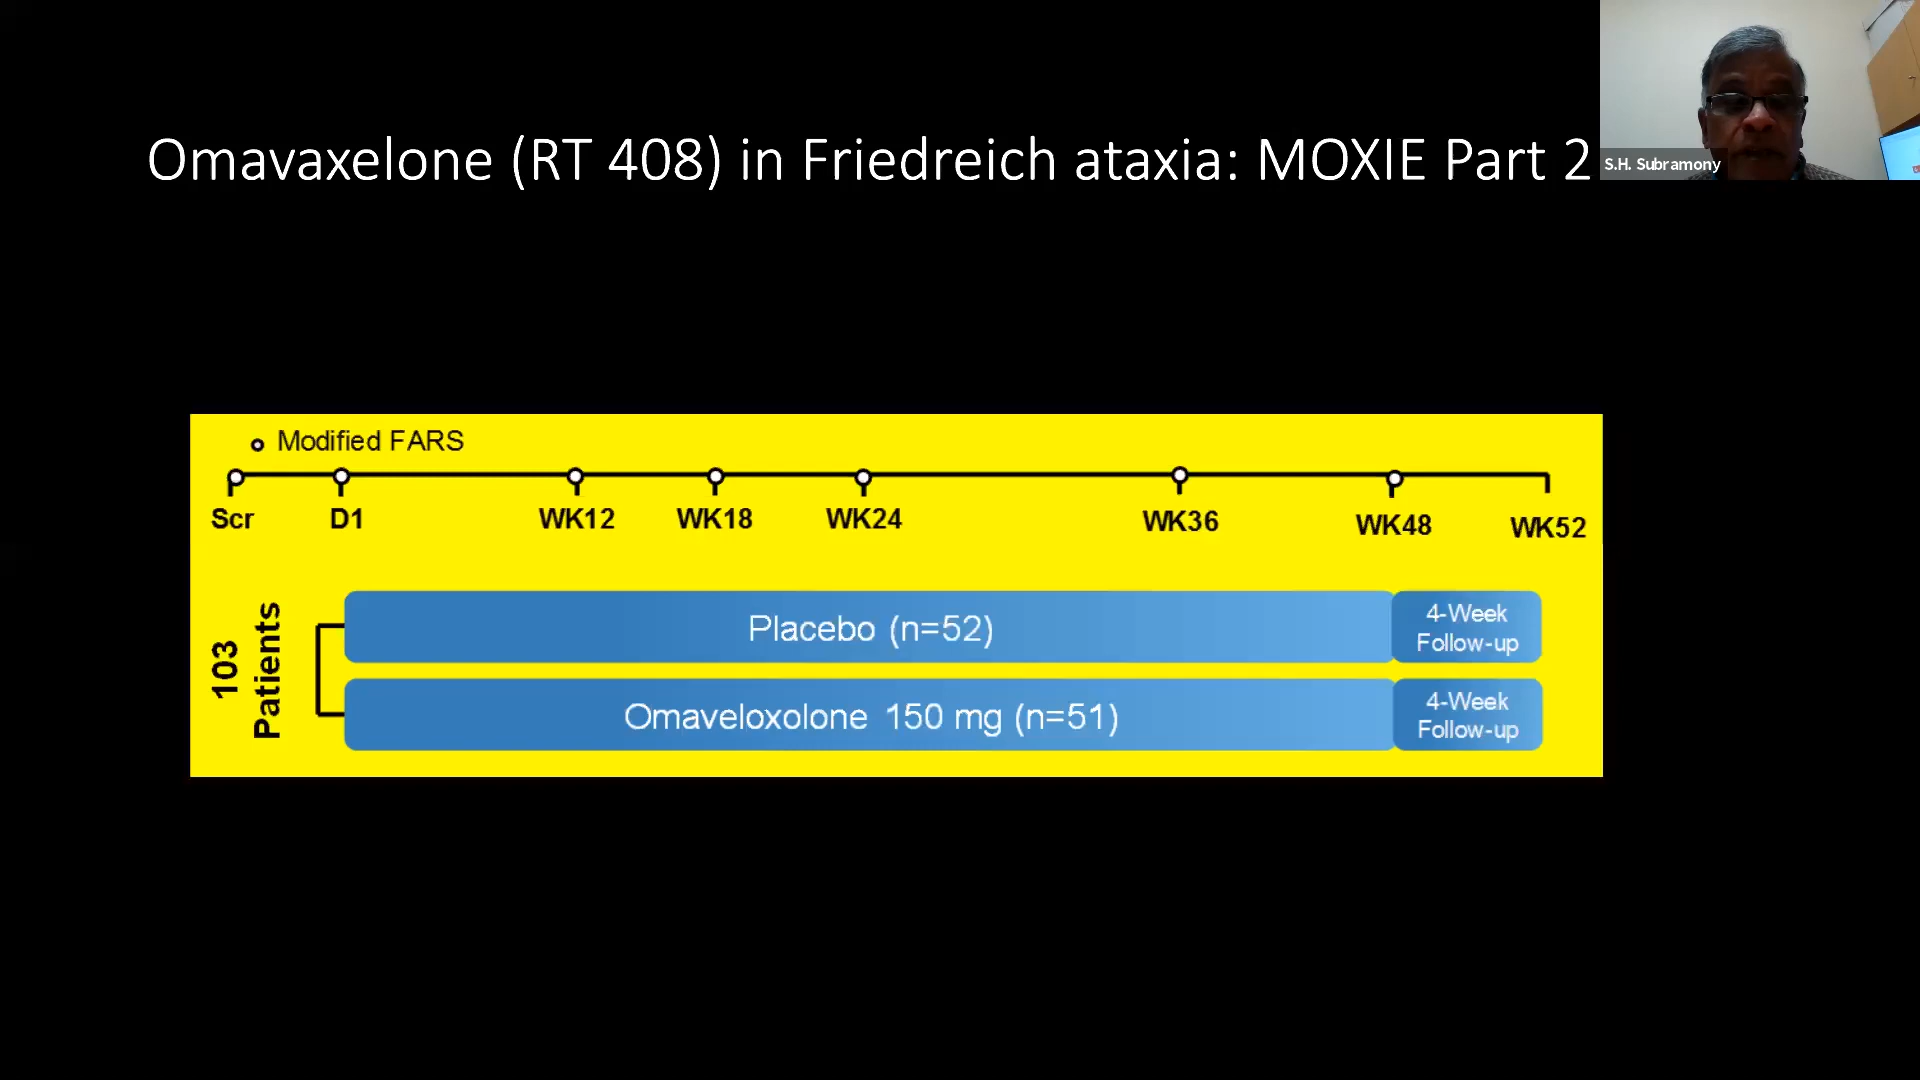 Omavaxelone (RT 408) in Friedreich ataxia: MOXIE Part 2
S.H. Subramony
Modified FARS
Scr D1 WK12 WK18 WK24 WK36 WK48 WK52
103
Patients
Placebo (n=52)
4-Week
Follow-up
Omaveloxolone 150 mg (n=51)
4-Week
Follow-up